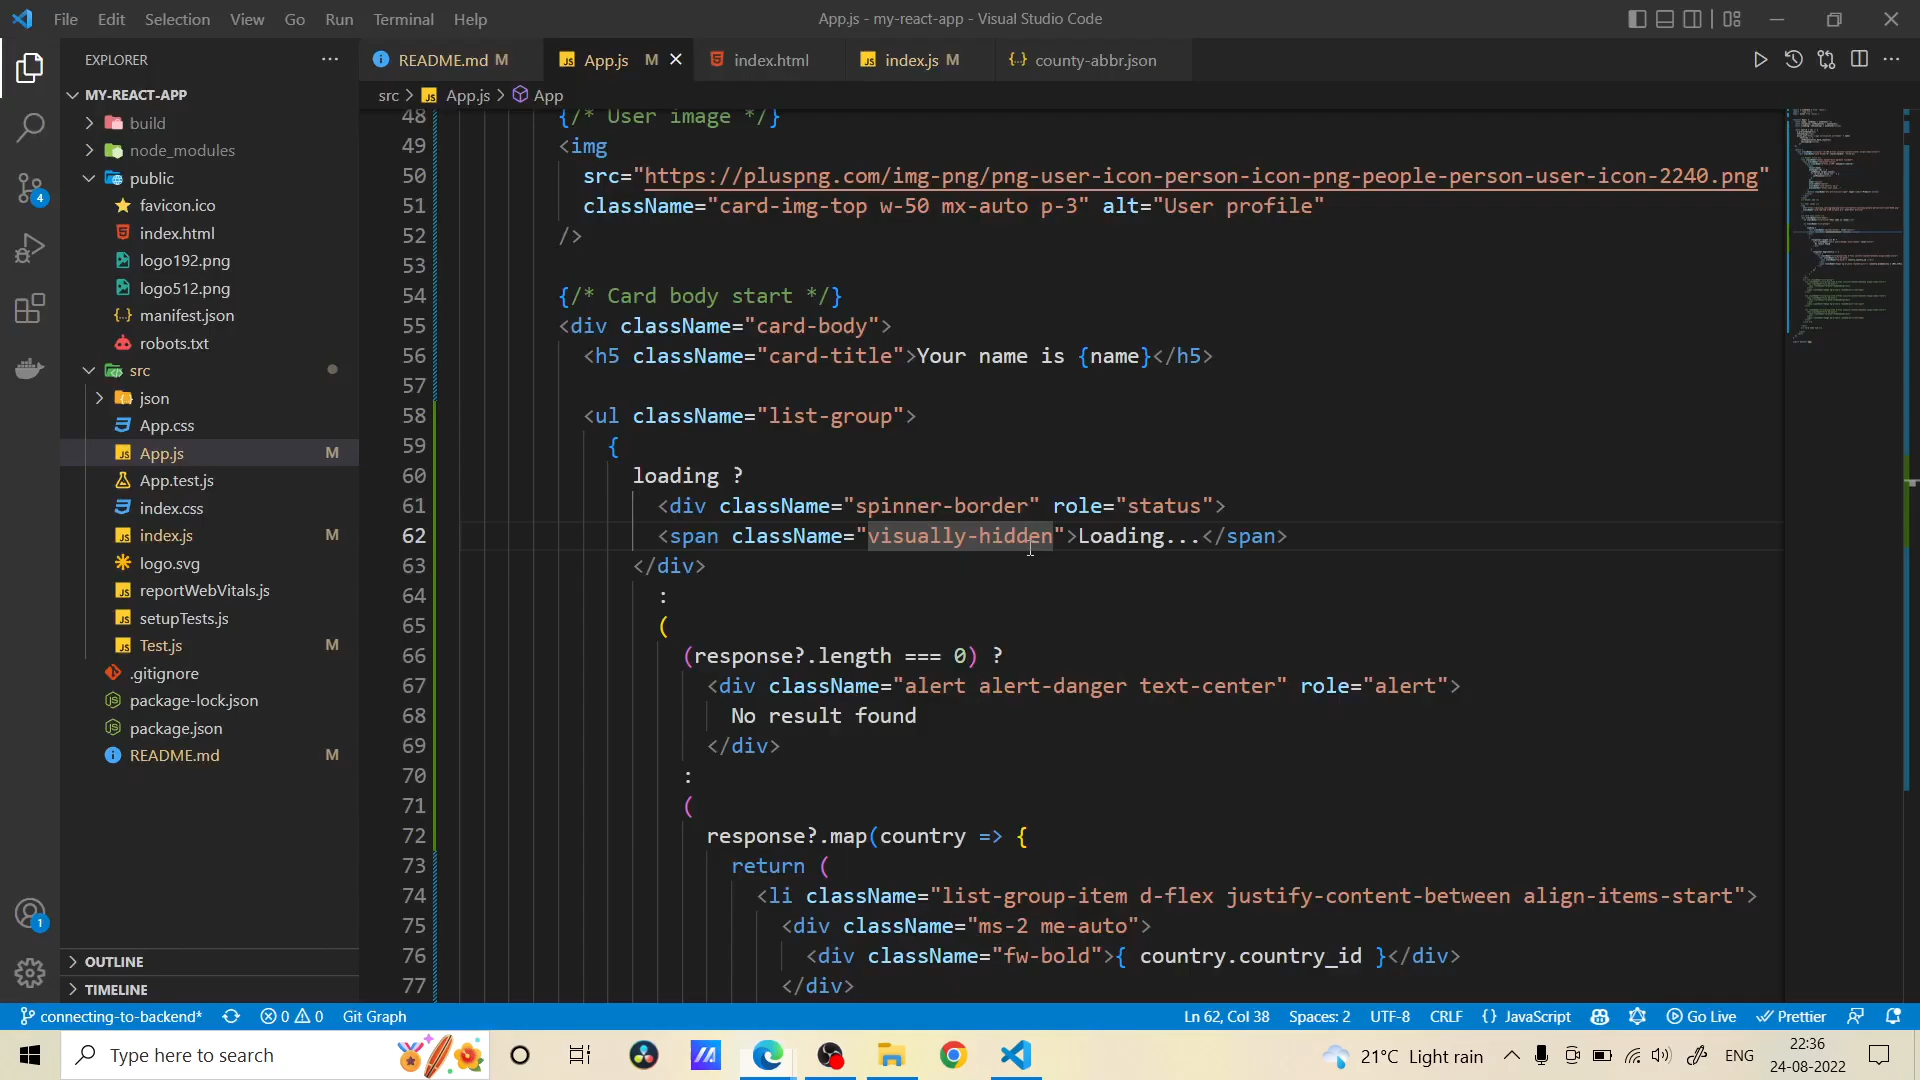 File Edit Selection View Go Run Terminal Help
App.js - my-react-app - Visual Studio Code
EXPLORER
README.md M
App.js M
index.html
index.js M
county-abbr.json
src > App.js > App
MY-REACT-APP
build
node_modules
public
favicon.ico
index.html
logo192.png
logo512.png
manifest.json
robots.txt
src
json
App.css
App.js M
App.test.js
index.css
index.js M
logo.svg
reportWebVitals.js
setupTests.js
Test.js M
.gitignore
package-lock.json
package.json
README.md M
OUTLINE
TIMELINE
4
1
48 {/* User image */}
49 <img
50 src="https://pluspng.com/img-png/png-user-icon-person-icon-png-people-person-user-icon-2240.png"
51 className="card-img-top w-50 mx-auto p-3" alt="User profile"
52 />
53
54 {/* Card body start */}
55 <div className="card-body">
56 <h5 className="card-title">Your name is {name}</h5>
57
58 <ul className="list-group">
59 {
60 loading ?
61 <div className="spinner-border" role="status">
62 <span className="visually-hidden">Loading...</span>
63 </div>
64 :
65 (
66 (response?.length === 0) ?
67 <div className="alert alert-danger text-center" role="alert">
68 No result found
69 </div>
70 :
71 (
72 response?.map(country => {
73 return (
74 <li className="list-group-item d-flex justify-content-between align-items-start">
75 <div className="ms-2 me-auto">
76 <div className="fw-bold">{ country.country_id }</div>
77 </div>
connecting-to-backend* 0 0 Git Graph
Ln 62, Col 38 Spaces: 2 UTF-8 CRLF {} JavaScript Go Live Prettier
Type here to search
21°C Light rain
ENG
22:36
24-08-2022